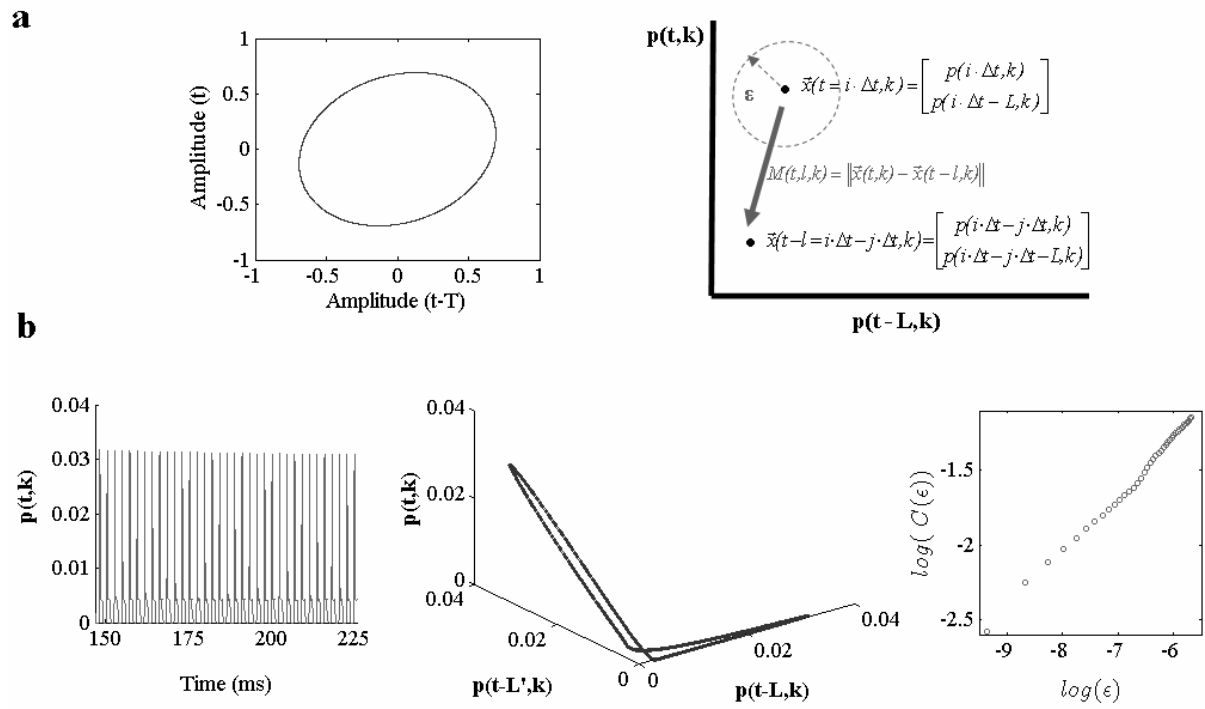 a
1
0.5
0
-0.5
-1
-1 -0.5 0 0.5 1
Amplitude (t)
Amplitude (t-T)
p(t,k)
ε
x⃗(t = i · Δt,k) = [ p(i · Δt,k)
p(i · Δt − L,k) ]
M(t,l,k) = ‖x⃗(t,k) − x⃗(t − l,k)‖
x⃗(t−l = i·Δt − j·Δt,k) = [ p(i·Δt − j·Δt,k)
p(i·Δt − j·Δt − L,k) ]
p(t - L,k)
b
0.04
0.03
0.02
0.01
0
150 175 200 225
p(t,k)
Time (ms)
0.04
0.02
0
p(t,k)
0.04
0.02
0
p(t-L',k)
0
0.02
0.04
p(t-L,k)
-1.5
-2
-2.5
-9 -8 -7 -6
log( C(ε))
log(ε)